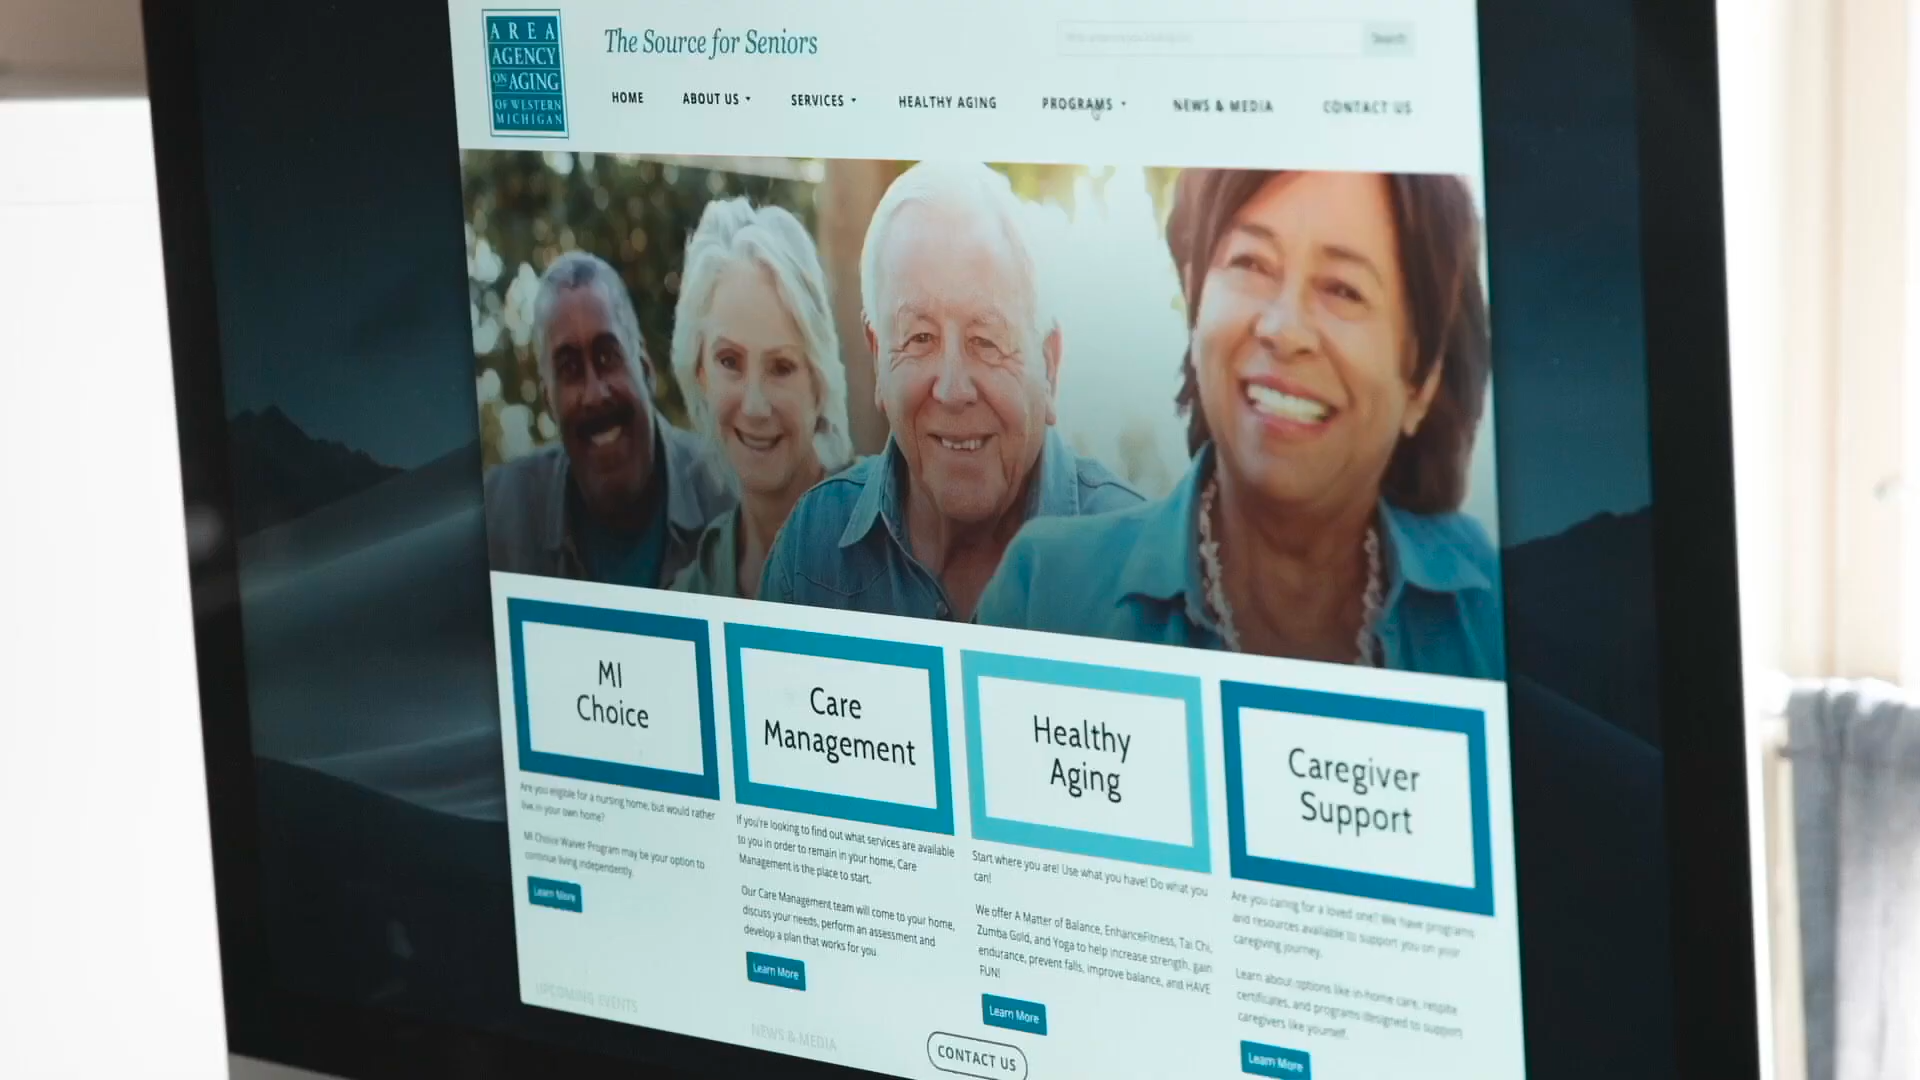 AREA
AGENCY
ON AGING
OF WESTERN
MICHIGAN
The Source for Seniors
Search
HOME
ABOUT US
SERVICES
HEALTHY AGING
PROGRAMS
NEWS & MEDIA
CONTACT US
MI
Choice
Are you eligible for a nursing home, but would rather
live in your own home?
MI Choice Waiver Program may be your option to
continue living independently.
Learn More
Care
Management
If you're looking to find out what services are available
to you in order to remain in your home, Care
Management is the place to start.
Our Care Management team will come to your home,
discuss your needs, perform an assessment and
develop a plan that works for you.
Learn More
Healthy
Aging
Start where you are! Use what you have! Do what you
can!
We offer A Matter of Balance, EnhanceFitness, Tai Chi,
Zumba Gold, and Yoga to help increase strength, gain
endurance, prevent falls, improve balance, and HAVE
FUN!
Learn More
Caregiver
Support
Are you caring for a loved one? We have programs
and resources available to support you on your
caregiving journey.
Learn about options like in-home care, respite
certificates, and programs designed to support
caregivers like yourself.
Learn More
UPCOMING EVENTS
NEWS & MEDIA
CONTACT US